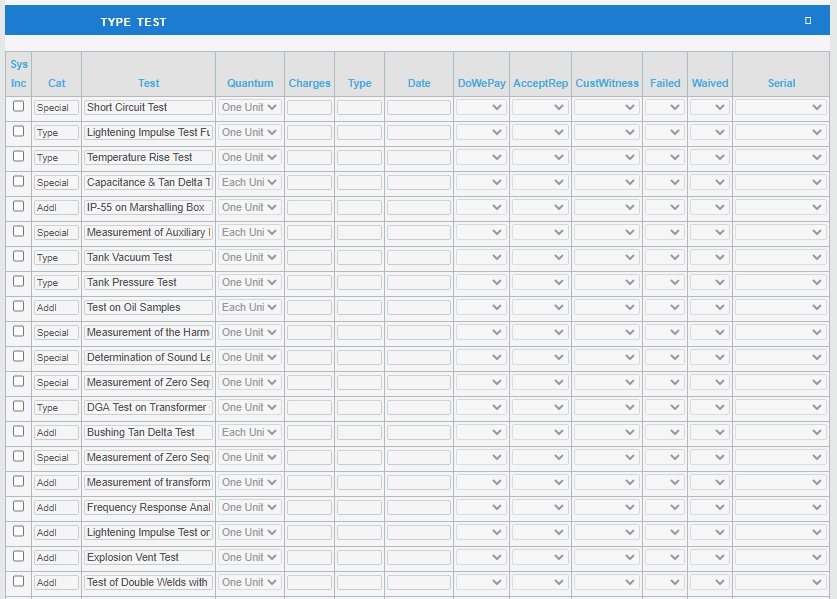 TYPE TEST
Sys Inc Cat Test Quantum Charges Type Date DoWePay AcceptRep CustWitness Failed Waived Serial
Special Short Circuit Test One Unit
Type Lightening Impulse Test Fu One Unit
Type Temperature Rise Test One Unit
Special Capacitance & Tan Delta T Each Uni
Addl IP-55 on Marshalling Box One Unit
Special Measurement of Auxiliary Each Uni
Type Tank Vacuum Test One Unit
Type Tank Pressure Test One Unit
Addl Test on Oil Samples Each Uni
Special Measurement of the Harm One Unit
Special Determination of Sound Le One Unit
Special Measurement of Zero Seq One Unit
Type DGA Test on Transformer One Unit
Addl Bushing Tan Delta Test Each Uni
Special Measurement of Zero Seq One Unit
Addl Measurement of transform One Unit
Addl Frequency Response Anal One Unit
Addl Lightening Impulse Test on One Unit
Addl Explosion Vent Test One Unit
Addl Test of Double Welds with One Unit